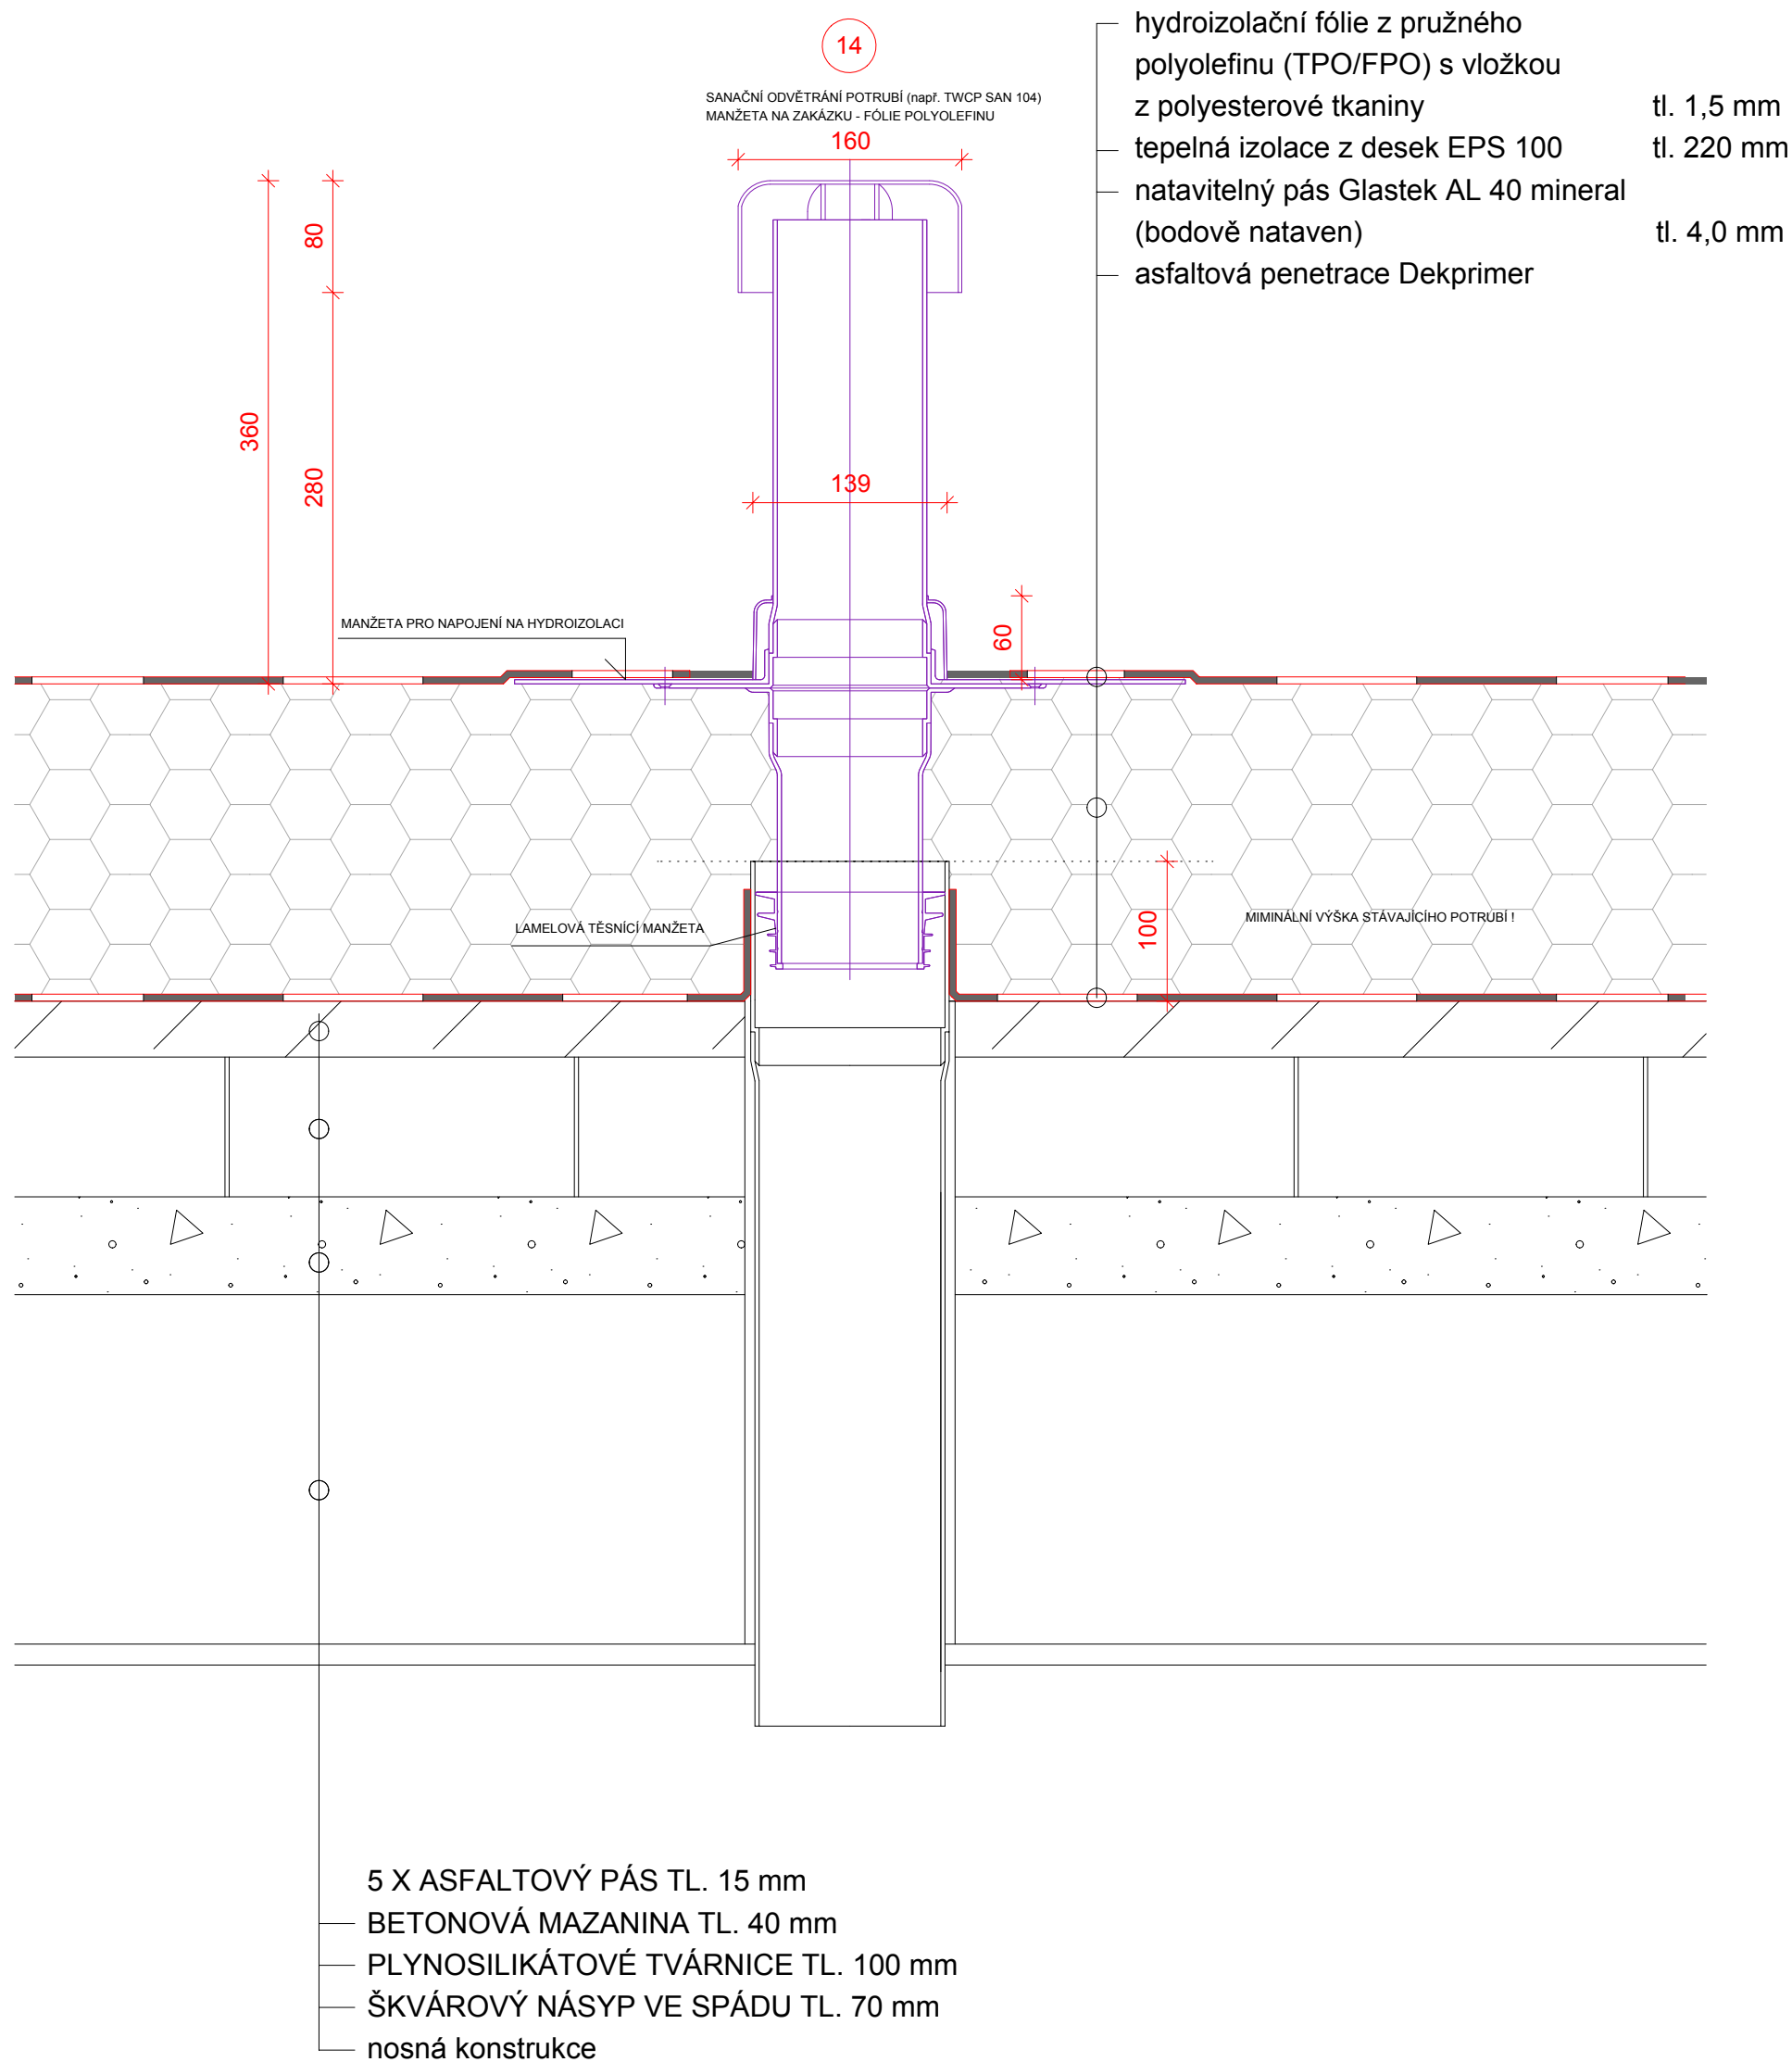 14
SANAČNÍ ODVĚTRÁNÍ POTRUBÍ (např. TWCP SAN 104)
MANŽETA NA ZAKÁZKU - FÓLIE POLYOLEFINU
160
hydroizolační fólie z pružného
polyolefinu (TPO/FPO) s vložkou
z polyesterové tkaniny tl. 1,5 mm
tepelná izolace z desek EPS 100 tl. 220 mm
natavitelný pás Glastek AL 40 mineral
(bodově nataven) tl. 4,0 mm
asfaltová penetrace Dekprimer
80
360
280
139
60
MANŽETA PRO NAPOJENÍ NA HYDROIZOLACI
LAMELOVÁ TĚSNÍCÍ MANŽETA
100
MIMINÁLNÍ VÝŠKA STÁVAJÍCÍHO POTRUBÍ !
5 X ASFALTOVÝ PÁS TL. 15 mm
BETONOVÁ MAZANINA TL. 40 mm
PLYNOSILIKÁTOVÉ TVÁRNICE TL. 100 mm
ŠKVÁROVÝ NÁSYP VE SPÁDU TL. 70 mm
nosná konstrukce